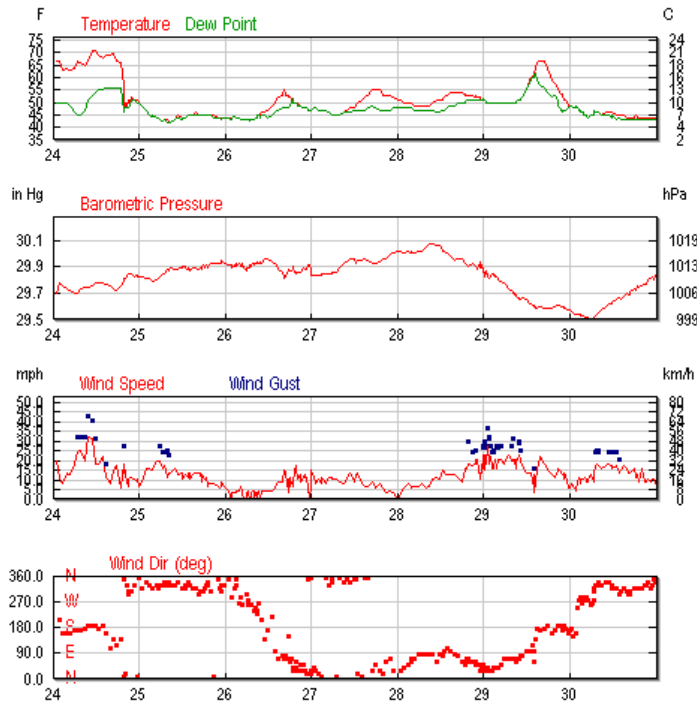 F Temperature Dew Point C
75 24
70 21
65 18
60 16
55 13
50 10
45 7
40 4
35 2
24 25 26 27 28 29 30
in Hg Barometric Pressure hPa
30.1 1019
29.9 1013
29.7 1006
29.5 999
24 25 26 27 28 29 30
mph Wind Speed Wind Gust km/h
50.0 80
45.0 72
40.0 64
35.0 56
30.0 48
25.0 40
20.0 32
15.0 24
10.0 16
5.0 8
0.0 0
24 25 26 27 28 29 30
Wind Dir (deg)
360.0 N
270.0 W
180.0 S
90.0 E
0.0 N
24 25 26 27 28 29 30